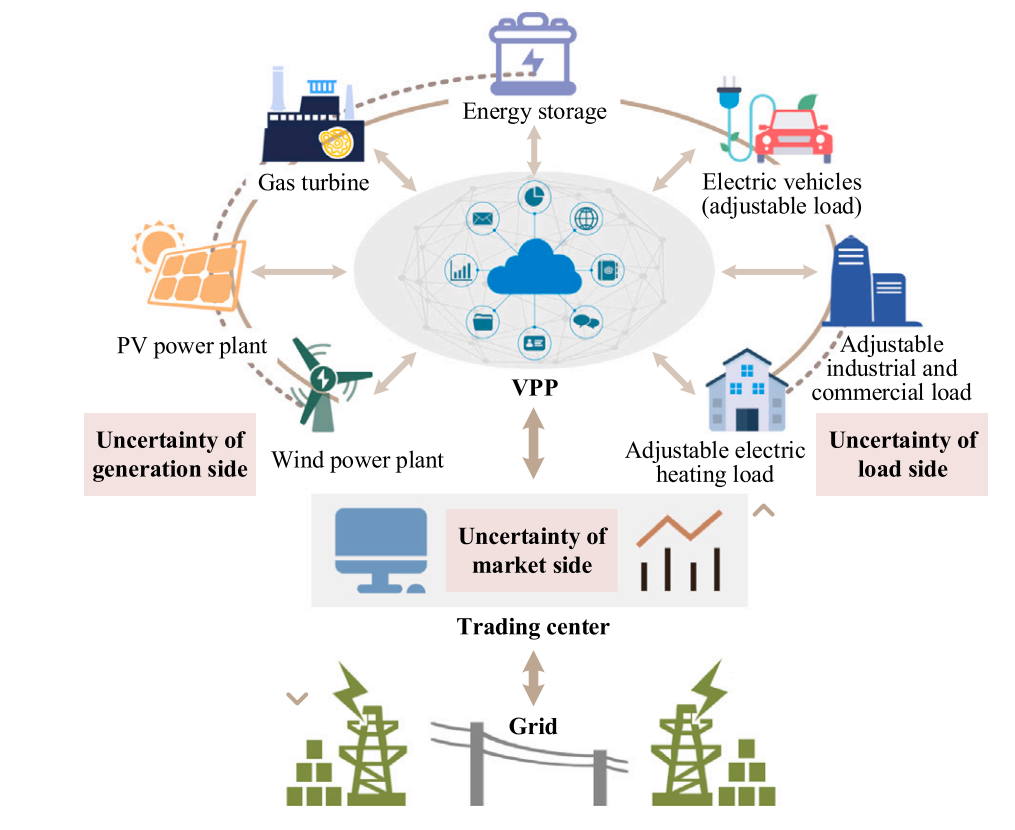 Energy storage
Gas turbine
Electric vehicles
(adjustable load)
PV power plant
VPP
Adjustable
industrial and
commercial load
Uncertainty of
generation side
Wind power plant
Adjustable electric
heating load
Uncertainty of
load side
Uncertainty of
market side
Trading center
Grid